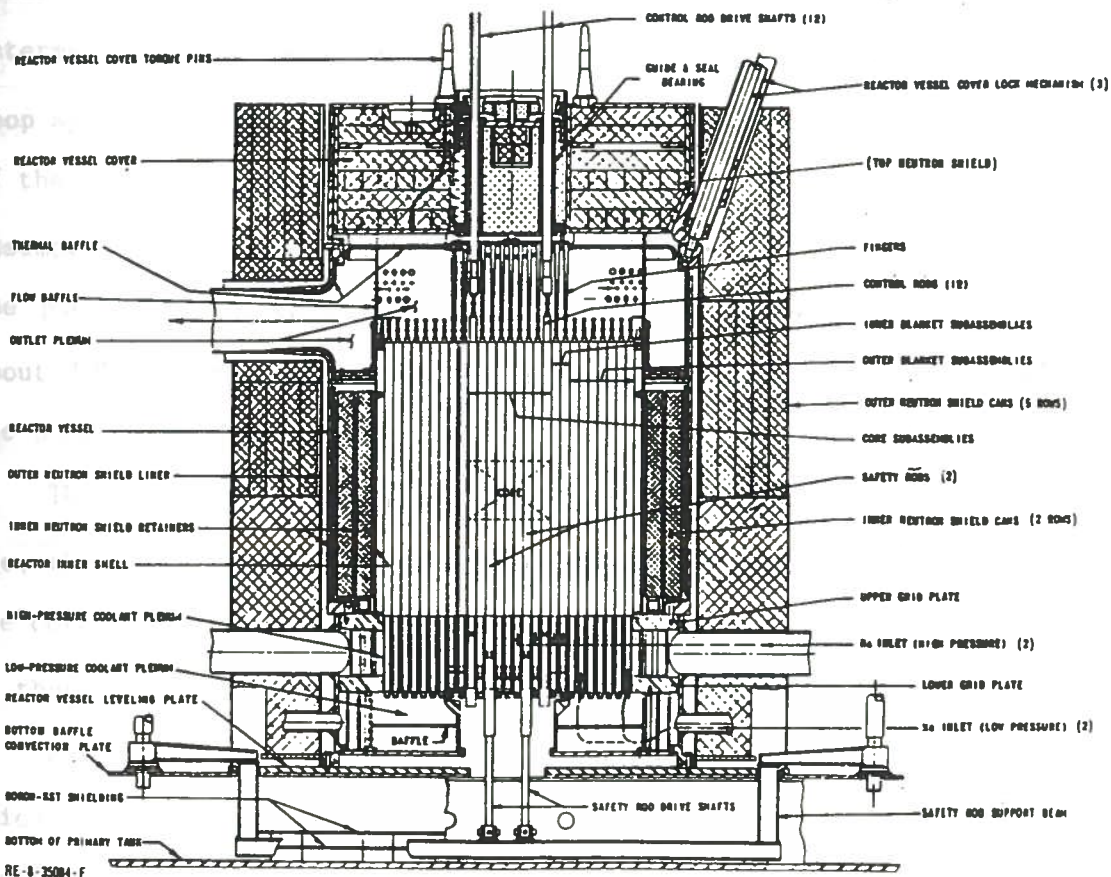 CONTROL ROD DRIVE SHAFTS (12)
REACTOR VESSEL COVER TORQUE PINS
GUIDE & SEAL
BEARING
REACTOR VESSEL COVER LOCK MECHANISM (3)
REACTOR VESSEL COVER
(TOP NEUTRON SHIELD)
THERMAL BAFFLE
FINGERS
FLOW BAFFLE
CONTROL RODS (12)
OUTLET PLENUM
INNER BLANKET SUBASSEMBLIES
OUTER BLANKET SUBASSEMBLIES
OUTER NEUTRON SHIELD CANS (5 ROWS)
REACTOR VESSEL
CORE SUBASSEMBLIES
OUTER NEUTRON SHIELD LINER
SAFETY RODS (2)
CORE
INNER NEUTRON SHIELD RETAINERS
INNER NEUTRON SHIELD CANS (2 ROWS)
REACTOR INNER SHELL
UPPER GRID PLATE
HIGH-PRESSURE COOLANT PLENUM
Na INLET (HIGH PRESSURE) (2)
LOW-PRESSURE COOLANT PLENUM
LOWER GRID PLATE
REACTOR VESSEL LEVELING PLATE
Na INLET (LOW PRESSURE) (2)
BOTTOM BAFFLE
CONVECTION PLATE
BAFFLE
BORON-SST SHIELDING
SAFETY ROD DRIVE SHAFTS
SAFETY ROD SUPPORT BEAM
BOTTOM OF PRIMARY TANK
RE-8-35084-F